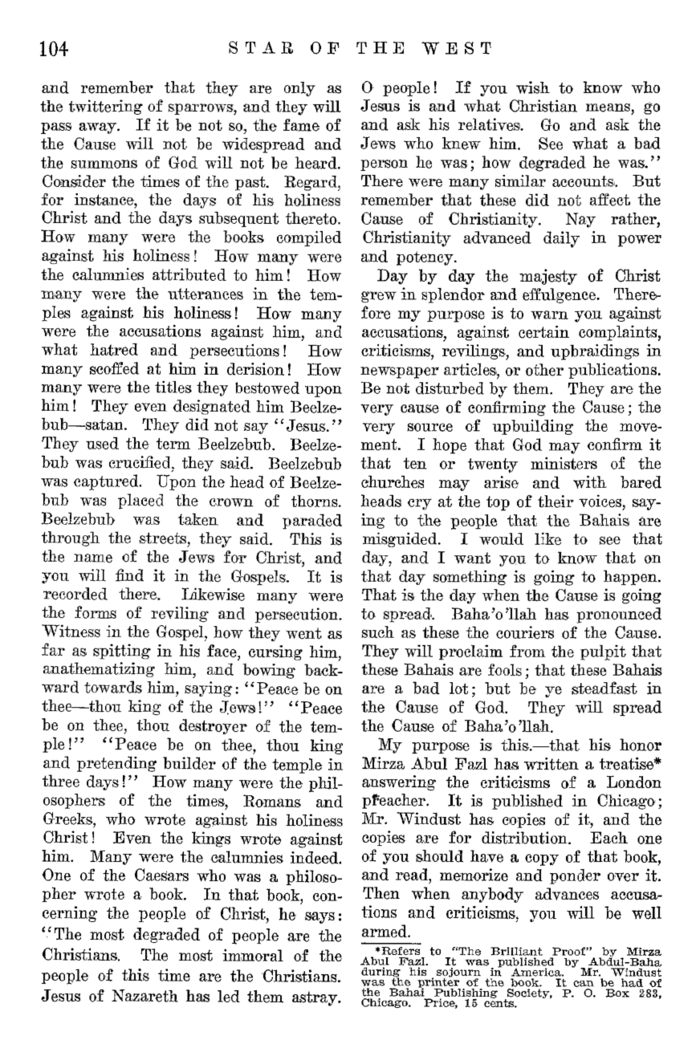 104
STAR OF THE WEST
and remember that they are only as
the twittering of sparrows, and they will
pass away. If it be not so, the fame of
the Cause will not be widespread and
the summons of God will not be heard.
Consider the times of the past. Regard,
for instance, the days of his holiness
Christ and the days subsequent thereto.
How many were the books compiled
against his holiness! How many were
the calumnies attributed to him! How
many were the utterances in the tem-
ples against his holiness! How many
were the accusations against him, and
what hatred and persecutions! How
many scoffed at him in derision! How
many were the titles they bestowed upon
him! They even designated him Beelze-
bub—satan. They did not say "Jesus."
They used the term Beelzebub. Beelze-
bub was crucified, they said. Beelzebub
was captured. Upon the head of Beelze-
bub was placed the crown of thorns.
Beelzebub was taken and paraded
through the streets, they said. This is
the name of the Jews for Christ, and
you will find it in the Gospels. It is
recorded there. Likewise many were
the forms of reviling and persecution.
Witness in the Gospel, how they went as
far as spitting in his face, cursing him,
anathematizing him, and bowing back-
ward towards him, saying: "Peace be on
thee—thou king of the Jews!" "Peace
be on thee, thou destroyer of the tem-
ple!" "Peace be on thee, thou king
and pretending builder of the temple in
three days!" How many were the phil-
osophers of the times, Romans and
Greeks, who wrote against his holiness
Christ! Even the kings wrote against
him. Many were the calumnies indeed.
One of the Caesars who was a philoso-
pher wrote a book. In that book, con-
cerning the people of Christ, he says:
"The most degraded of people are the
Christians. The most immoral of the
people of this time are the Christians.
Jesus of Nazareth has led them astray.
O people! If you wish to know who
Jesus is and what Christian means, go
and ask his relatives. Go and ask the
Jews who knew him. See what a bad
person he was; how degraded he was."
There were many similar accounts. But
remember that these did not affect the
Cause of Christianity. Nay rather,
Christianity advanced daily in power
and potency.
Day by day the majesty of Christ
grew in splendor and effulgence. There-
fore my purpose is to warn you against
accusations, against certain complaints,
criticisms, revilings, and upbraidings in
newspaper articles, or other publications.
Be not disturbed by them. They are the
very cause of confirming the Cause; the
very source of upbuilding the move-
ment. I hope that God may confirm it
that ten or twenty ministers of the
churches may arise and with bared
heads cry at the top of their voices, say-
ing to the people that the Bahais are
misguided. I would like to see that
day, and I want you to know that on
that day something is going to happen.
That is the day when the Cause is going
to spread. Baha'o'llah has pronounced
such as these the couriers of the Cause.
They will proclaim from the pulpit that
these Bahais are fools; that these Bahais
are a bad lot; but be ye steadfast in
the Cause of God. They will spread
the Cause of Baha'o'llah.
My purpose is this.—that his honor
Mirza Abul Fazl has written a treatise*
answering the criticisms of a London
preacher. It is published in Chicago;
Mr. Windust has copies of it, and the
copies are for distribution. Each one
of you should have a copy of that book,
and read, memorize and ponder over it.
Then when anybody advances accusa-
tions and criticisms, you will be well
armed.
*Refers to "The Brilliant Proof" by Mirza
Abul Fazl. It was published by Abdul-Baha
during his sojourn in America. Mr. Windust
was the printer of the book. It can be had of
the Bahai Publishing Society, P. O. Box 283,
Chicago. Price, 15 cents.